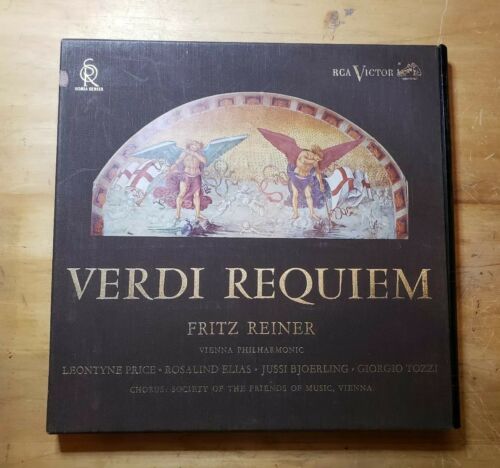 SR
SORIA SERIES
RCA VICTOR
VERDI REQUIEM
FRITZ REINER
VIENNA PHILHARMONIC
LEONTYNE PRICE • ROSALIND ELIAS • JUSSI BJOERLING • GIORGIO TOZZI
CHORUS: SOCIETY OF THE FRIENDS OF MUSIC, VIENNA